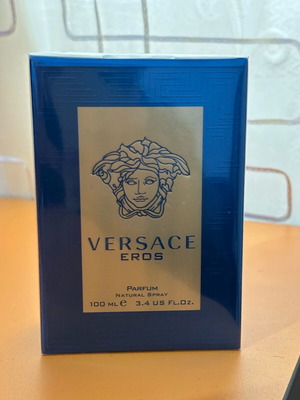 VERSACE
EROS
PARFUM
NATURAL SPRAY
100 ML e 3.4 US FL.OZ.